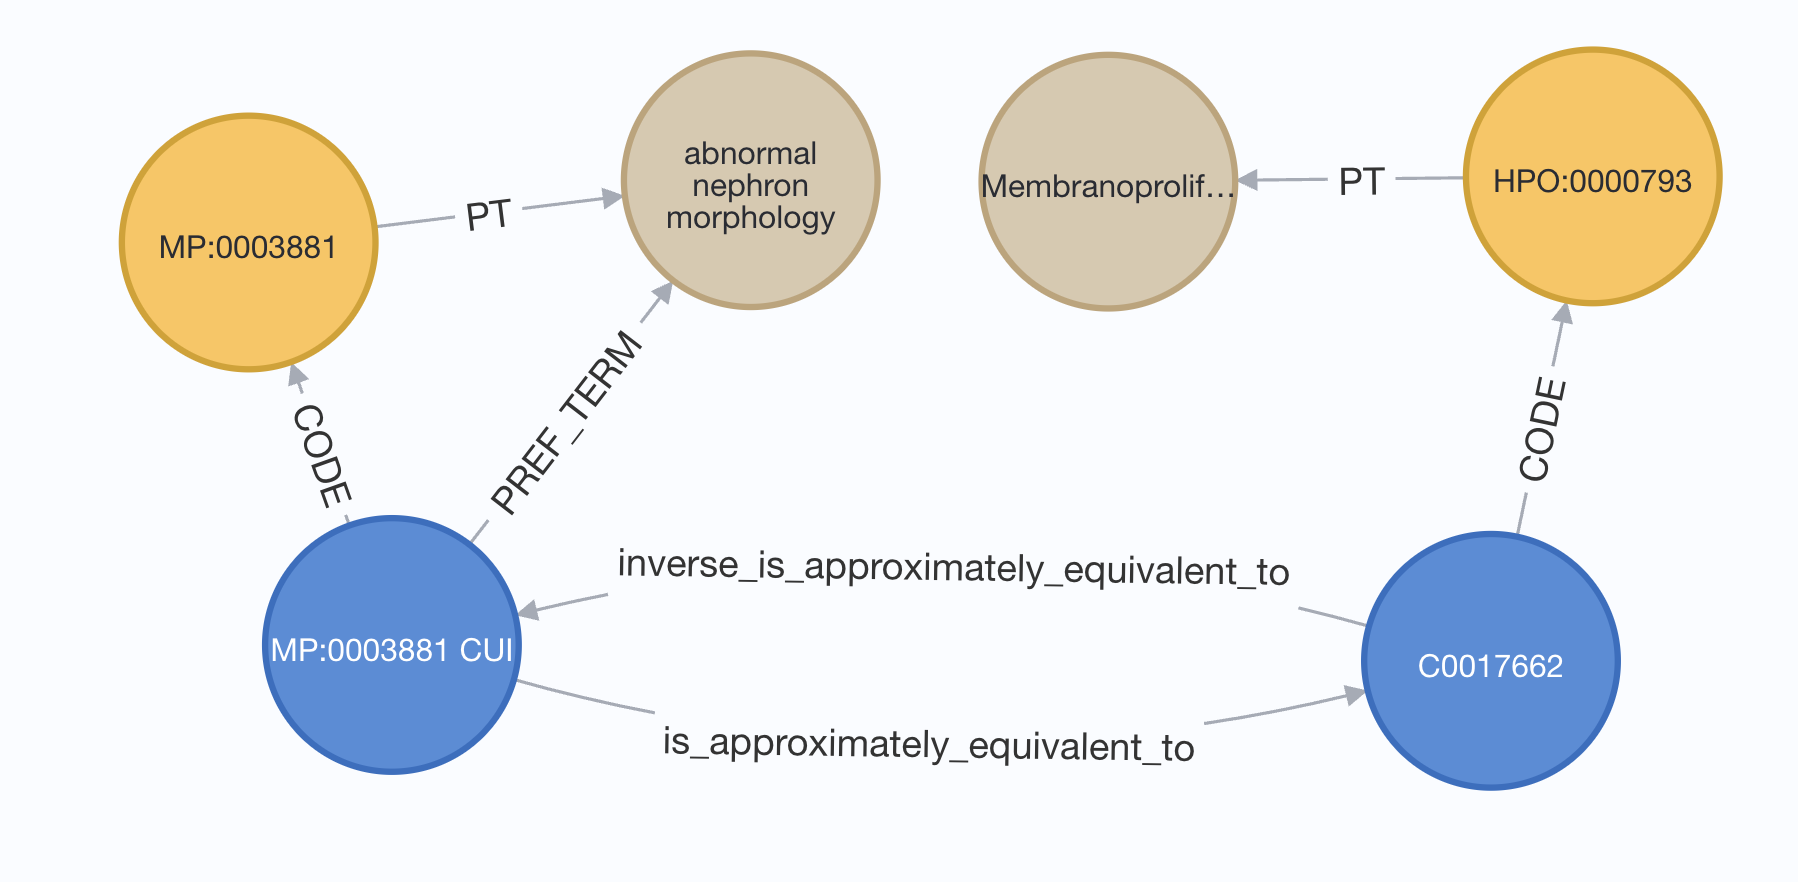 abnormal
nephron
morphology
Membranoprolif...
PT
HPO:0000793
MP:0003881
PT
PREF_TERM
CODE
CODE
inverse_is_approximately_equivalent_to
MP:0003881 CUI
C0017662
is_approximately_equivalent_to